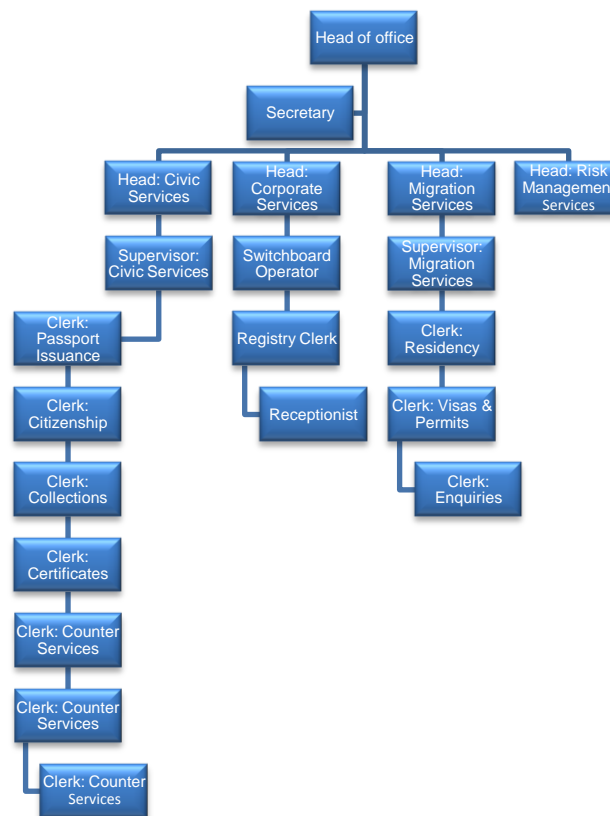 Head of office
Secretary
Head: Civic
Services
Head:
Corporate
Services
Head:
Migration
Services
Head: Risk
Management
Services
Supervisor:
Civic Services
Switchboard
Operator
Supervisor:
Migration
Services
Clerk:
Passport
Issuance
Registry Clerk
Clerk:
Residency
Clerk:
Citizenship
Receptionist
Clerk: Visas &
Permits
Clerk:
Collections
Clerk:
Enquiries
Clerk:
Certificates
Clerk: Counter
Services
Clerk: Counter
Services
Clerk: Counter
Services